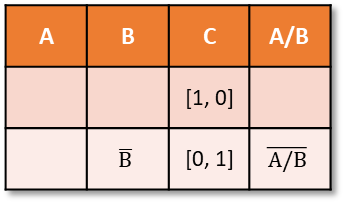 A B C A/B
[1, 0]
B̅ [0, 1] A̅/̅B̅